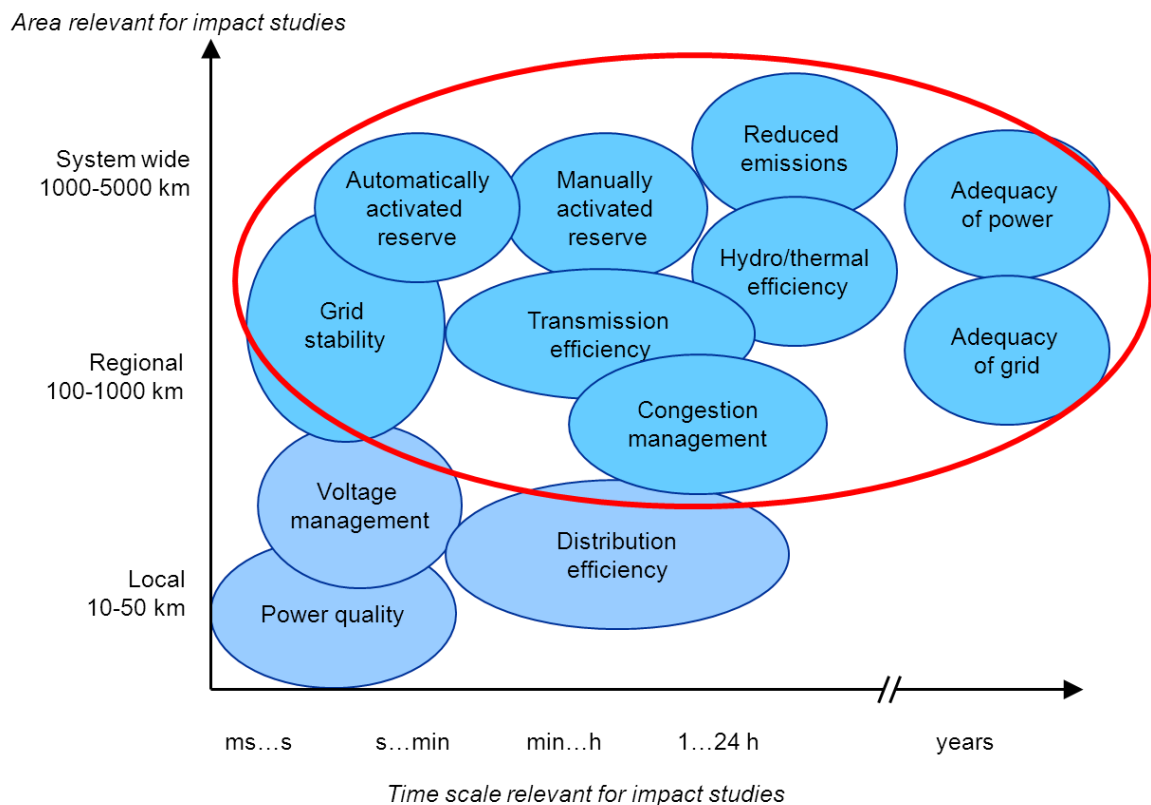 Area relevant for impact studies
System wide
1000-5000 km
Regional
100-1000 km
Local
10-50 km
Automatically
activated
reserve
Manually
activated
reserve
Reduced
emissions
Adequacy
of power
Hydro/thermal
efficiency
Grid
stability
Transmission
efficiency
Adequacy
of grid
Congestion
management
Voltage
management
Distribution
efficiency
Power quality
ms…s
s…min
min…h
1…24 h
years
Time scale relevant for impact studies